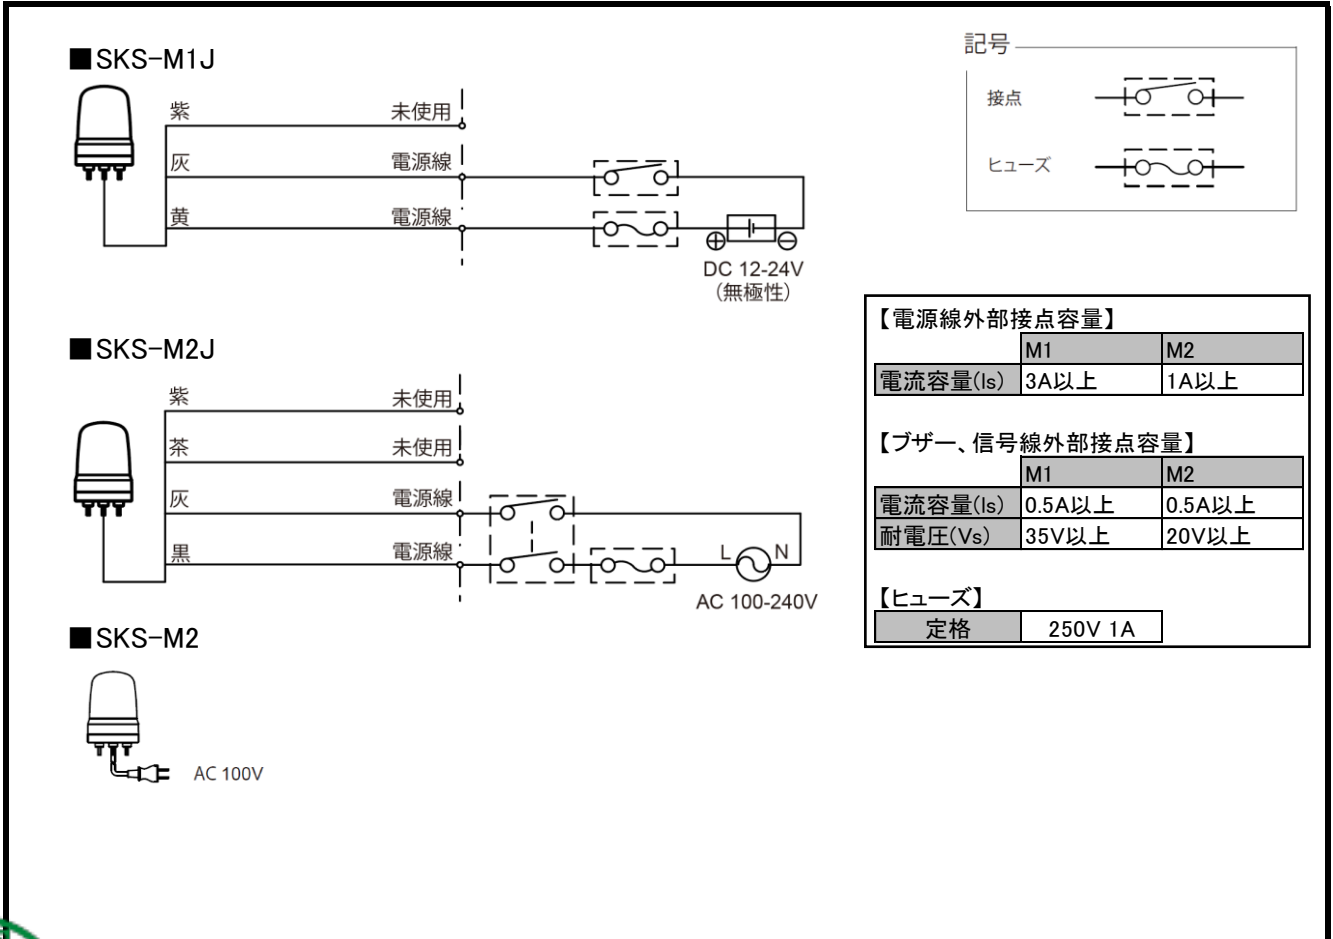 ■SKS-M1J
紫 未使用
灰 電源線
黄 電源線
⊕ ⊖
DC 12-24V
(無極性)
記号
接点
ヒューズ
■SKS-M2J
紫 未使用
茶 未使用
灰 電源線
黒 電源線
L N
AC 100-240V
■SKS-M2
AC 100V
【電源線外部接点容量】
M1 M2
電流容量(Is) 3A以上 1A以上
【ブザー、信号線外部接点容量】
M1 M2
電流容量(Is) 0.5A以上 0.5A以上
耐電圧(Vs) 35V以上 20V以上
【ヒューズ】
定格 250V 1A